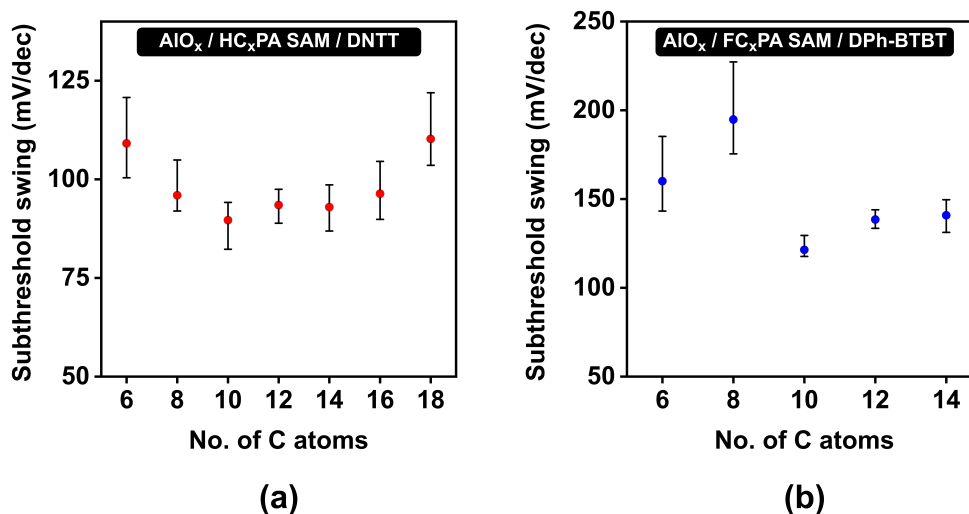 AlOₓ / HCₓPA SAM / DNTT
Subthreshold swing (mV/dec)
125
100
75
50
6 8 10 12 14 16 18
No. of C atoms
(a)
AlOₓ / FCₓPA SAM / DPh-BTBT
Subthreshold swing (mV/dec)
250
200
150
100
50
6 8 10 12 14
No. of C atoms
(b)